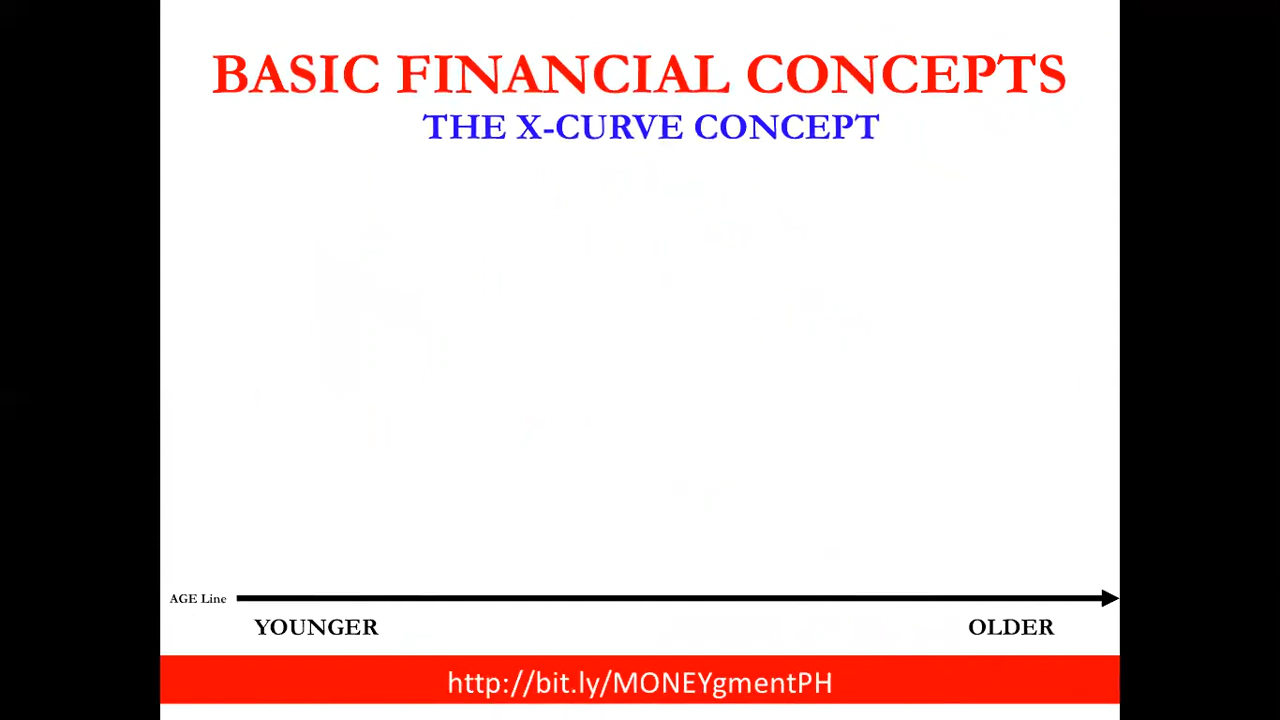 BASIC FINANCIAL CONCEPTS
THE X-CURVE CONCEPT
AGE Line
YOUNGER OLDER
http://bit.ly/MONEYgmentPH